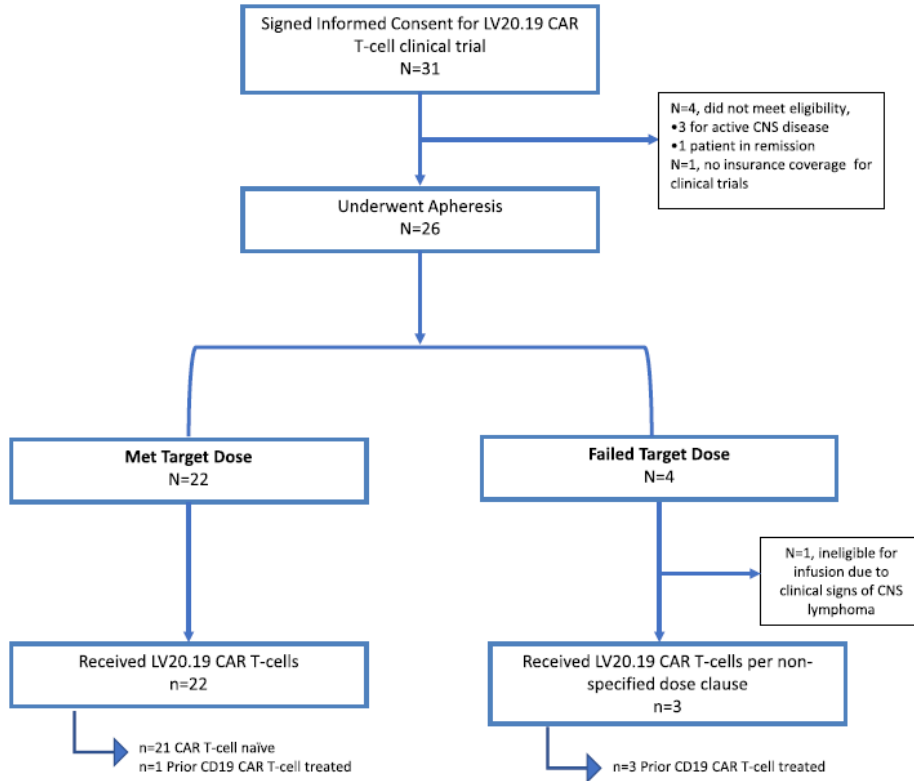 Signed Informed Consent for LV20.19 CAR
T-cell clinical trial
N=31
N=4, did not meet eligibility,
•3 for active CNS disease
•1 patient in remission
N=1, no insurance coverage for
clinical trials
Underwent Apheresis
N=26
Met Target Dose
N=22
Failed Target Dose
N=4
N=1, ineligible for
infusion due to
clinical signs of CNS
lymphoma
Received LV20.19 CAR T-cells
n=22
Received LV20.19 CAR T-cells per non-
specified dose clause
n=3
n=21 CAR T-cell naïve
n=1 Prior CD19 CAR T-cell treated
n=3 Prior CD19 CAR T-cell treated